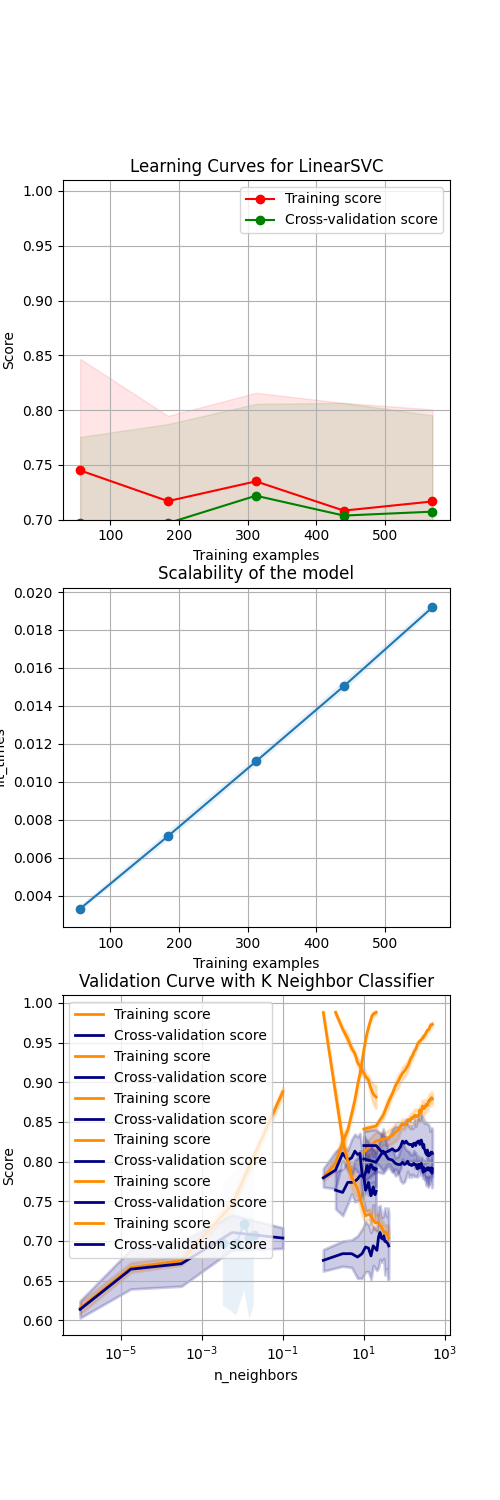 Learning Curves for LinearSVC
1.00
0.95
0.90
0.85
0.80
0.75
0.70
Score
Training score
Cross-validation score
100 200 300 400 500
Training examples
Scalability of the model
0.020
0.018
0.016
0.014
0.012
0.010
0.008
0.006
0.004
100 200 300 400 500
Training examples
Validation Curve with K Neighbor Classifier
1.00
0.95
0.90
0.85
0.80
0.75
0.70
0.65
0.60
Score
Training score
Cross-validation score
Training score
Cross-validation score
Training score
Cross-validation score
Training score
Cross-validation score
Training score
Cross-validation score
Training score
Cross-validation score
10⁻⁵ 10⁻³ 10⁻¹ 10¹ 10³
n_neighbors